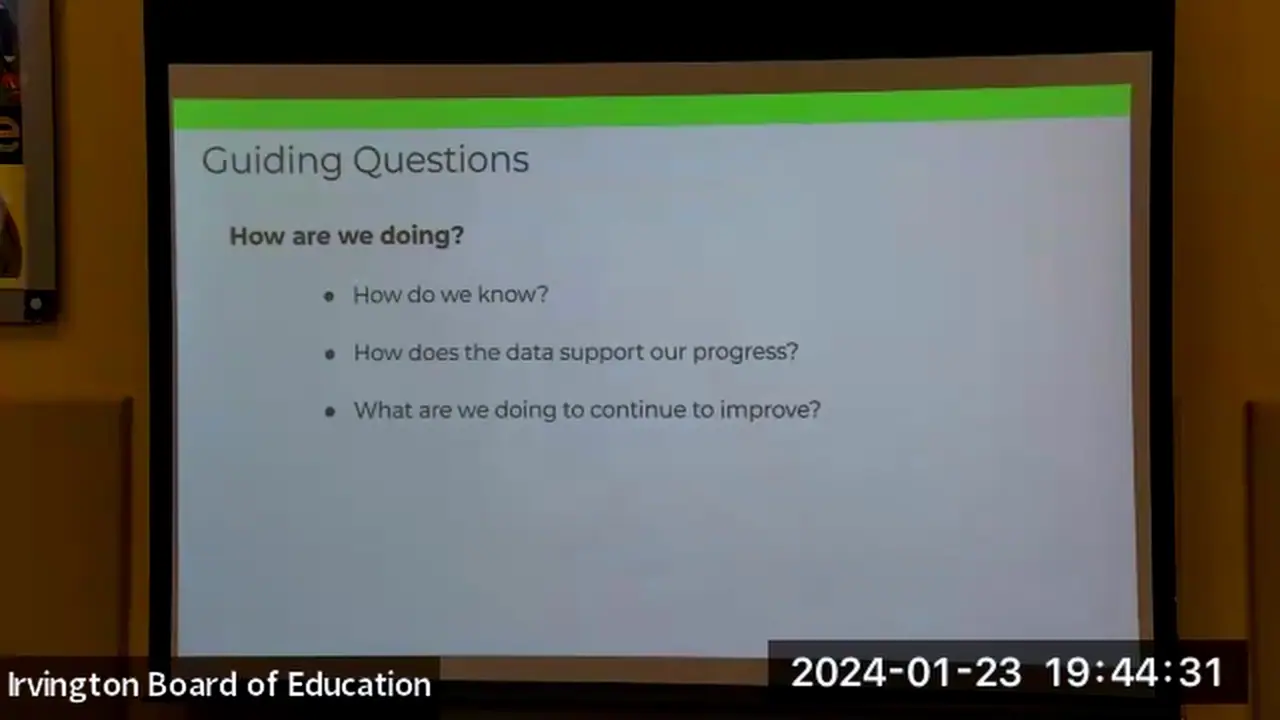 Guiding Questions
How are we doing?
● How do we know?
● How does the data support our progress?
● What are we doing to continue to improve?
Irvington Board of Education
2024-01-23 19:44:31